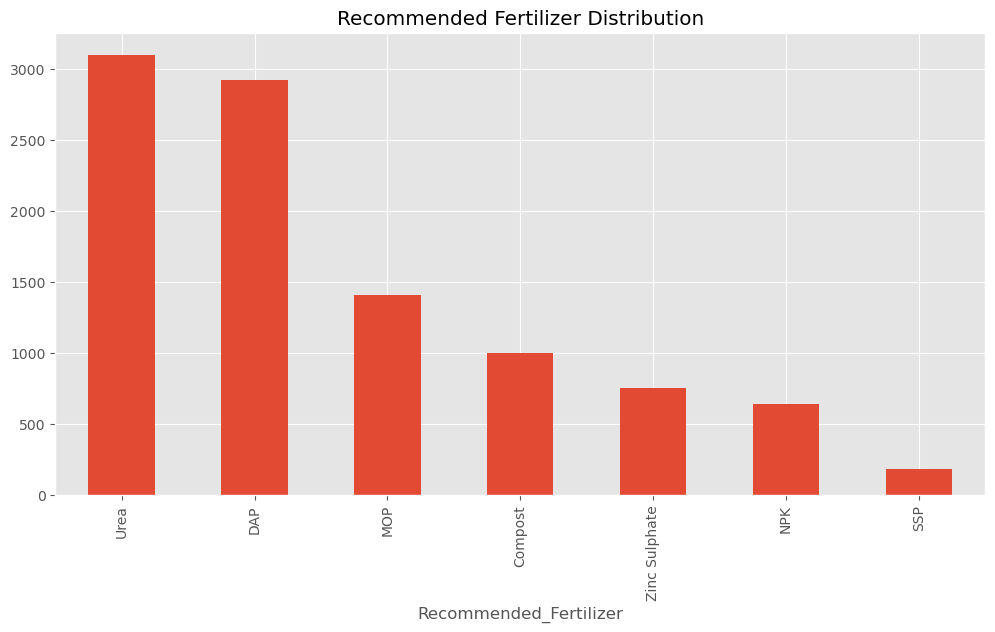 Recommended Fertilizer Distribution
3000
2500
2000
1500
1000
500
0
Urea
DAP
MOP
Compost
Zinc Sulphate
NPK
SSP
Recommended_Fertilizer